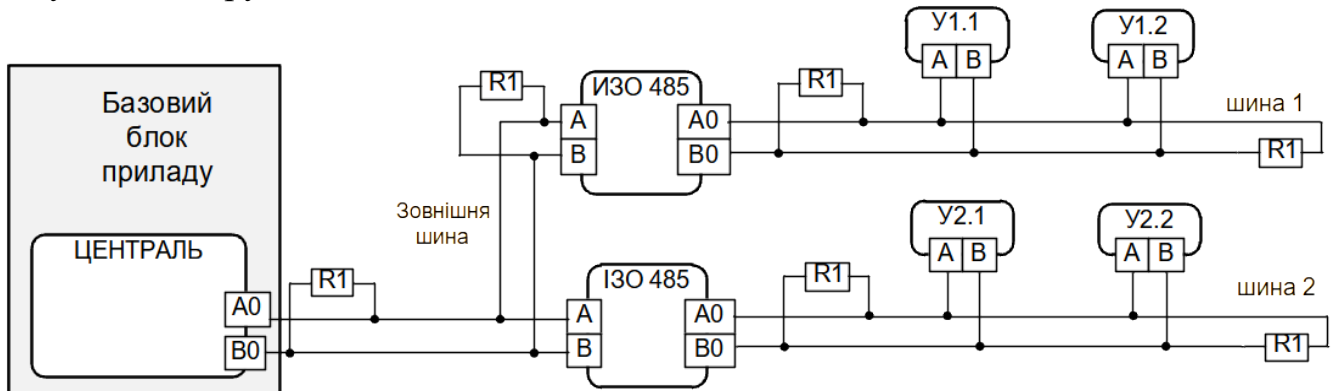 У1.1
У1.2
A B
A B
R1
ИЗО 485
R1
шина 1
Базовий
блок
приладу
A
B
A0
B0
R1
Зовнішня
шина
У2.1
У2.2
ЦЕНТРАЛЬ
A B
A B
R1
ІЗО 485
R1
шина 2
A0
B0
A
B
A0
B0
R1